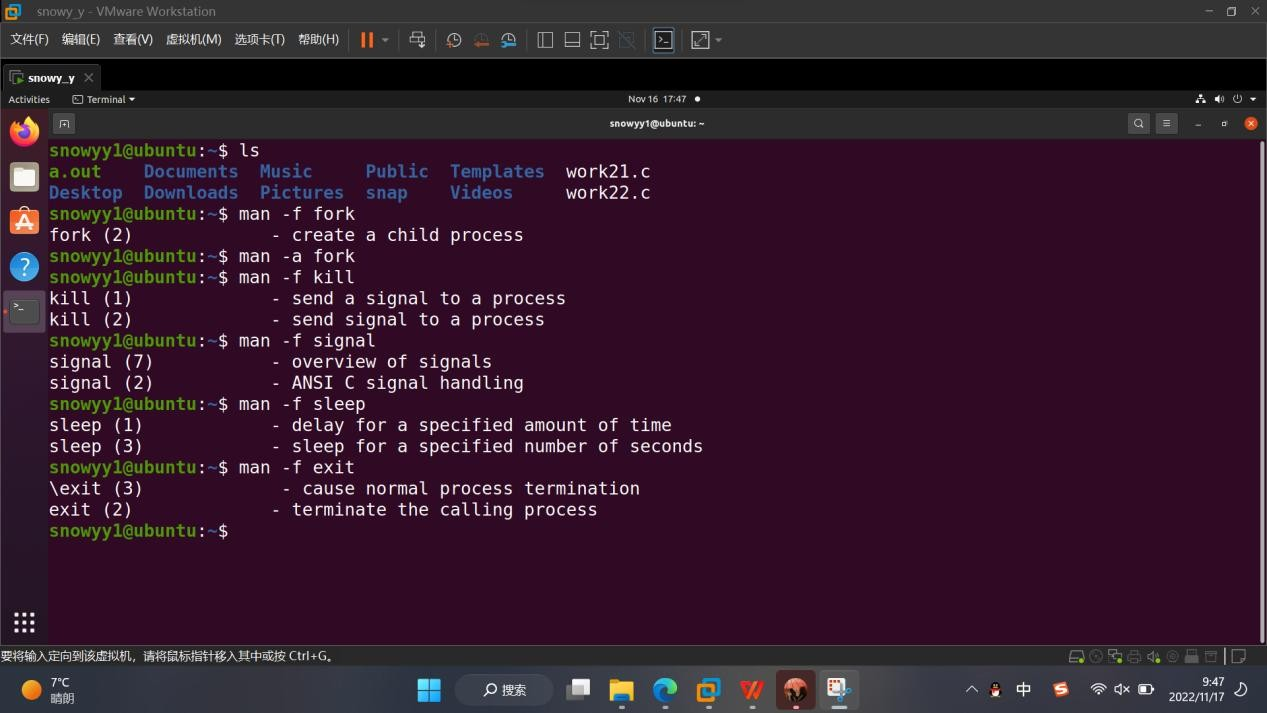 snowy_y - VMware Workstation
文件(F) 编辑(E) 查看(V) 虚拟机(M) 选项卡(T) 帮助(H)
snowy_y
Activities Terminal Nov 16 17:47
snowyy1@ubuntu: ~
snowyy1@ubuntu:~$ ls
a.out Documents Music Public Templates work21.c
Desktop Downloads Pictures snap Videos work22.c
snowyy1@ubuntu:~$ man -f fork
fork (2) - create a child process
snowyy1@ubuntu:~$ man -a fork
snowyy1@ubuntu:~$ man -f kill
kill (1) - send a signal to a process
kill (2) - send signal to a process
snowyy1@ubuntu:~$ man -f signal
signal (7) - overview of signals
signal (2) - ANSI C signal handling
snowyy1@ubuntu:~$ man -f sleep
sleep (1) - delay for a specified amount of time
sleep (3) - sleep for a specified number of seconds
snowyy1@ubuntu:~$ man -f exit
\exit (3) - cause normal process termination
exit (2) - terminate the calling process
snowyy1@ubuntu:~$
要将输入定向到该虚拟机，请将鼠标指针移入其中或按 Ctrl+G。
7°C
晴朗
搜索
中
9:47
2022/11/17